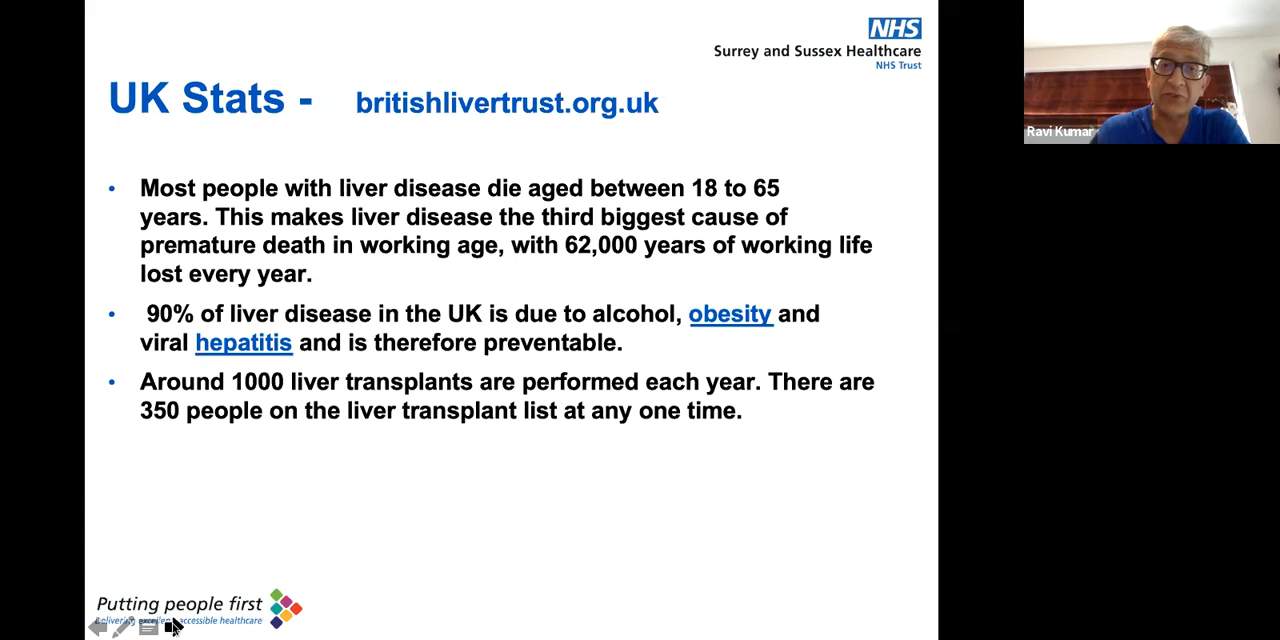 NHS
Surrey and Sussex Healthcare
NHS Trust
UK Stats - britishlivertrust.org.uk
• Most people with liver disease die aged between 18 to 65
years. This makes liver disease the third biggest cause of
premature death in working age, with 62,000 years of working life
lost every year.
• 90% of liver disease in the UK is due to alcohol, obesity and
viral hepatitis and is therefore preventable.
• Around 1000 liver transplants are performed each year. There are
350 people on the liver transplant list at any one time.
Putting people first
accessible healthcare
Ravi Kumar